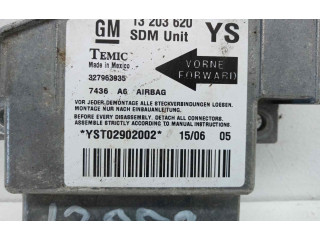 GM 13 203 620 YS
SDM Unit
TEMIC
Made in Mexico
VORNE
FORWARD
327963935
7436 A6 AIRBAG
VOR JEDER DEMONTAGE ALLE STECKVERBINDUNGEN LOESEN.
MONTAGE NUR NACH EINBAUANLEITUNG.
BEFORE EVERY DISASSEMBLY. DETACH ALL CONNECTORS.
ASSEMBLY ONLY ACCORDING TO MANUAL INSTRUCTIONS.
*YST02902002* 15/06 05